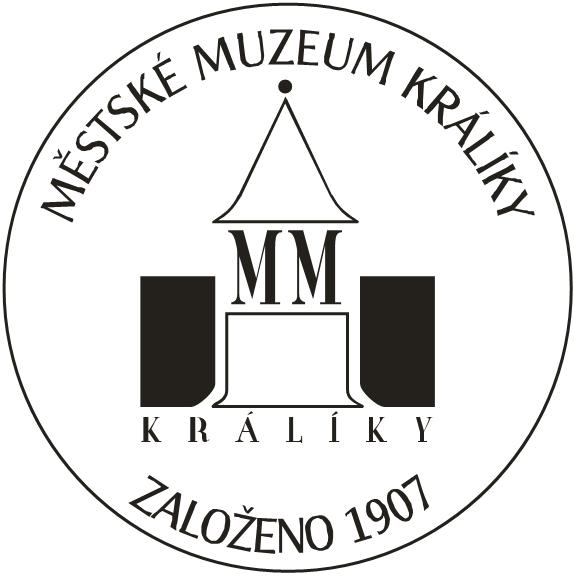 MĚSTSKÉ MUZEUM KRÁLÍKY
MM
KRÁLÍKY
ZALOŽENO 1907